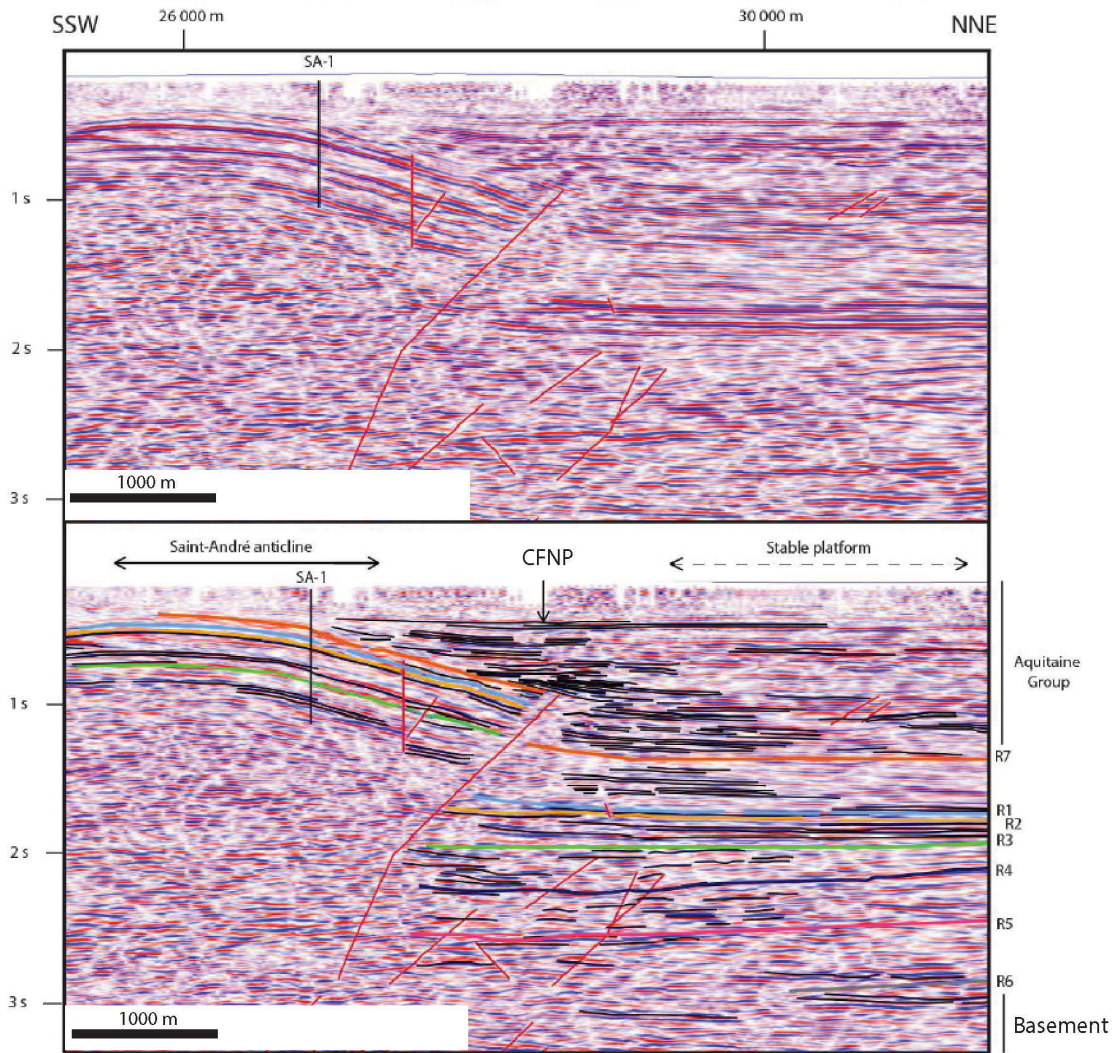 26 000 m
30 000 m
SSW
NNE
SA-1
1 s
2 s
3 s
1000 m
Saint-André anticline
CFNP
Stable platform
SA-1
Aquitaine
Group
1 s
R7
R1
R2
R3
2 s
R4
R5
R6
3 s
1000 m
Basement